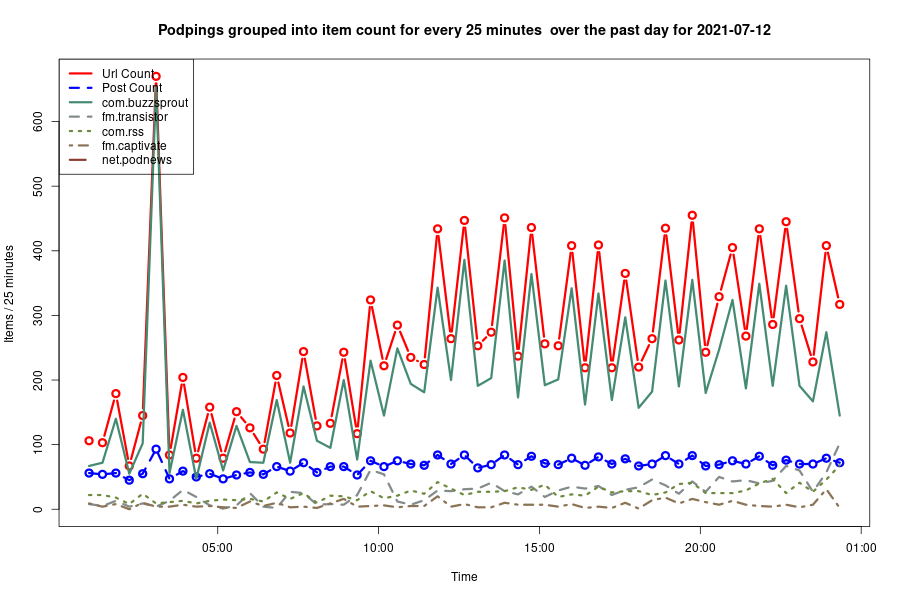 Podpings grouped into item count for every 25 minutes  over the past day for 2021-07-12
Url Count
Post Count
com.buzzsprout
fm.transistor
com.rss
fm.captivate
net.podnews
Items / 25 minutes
600
500
400
300
200
100
0
05:00
10:00
15:00
20:00
01:00
Time